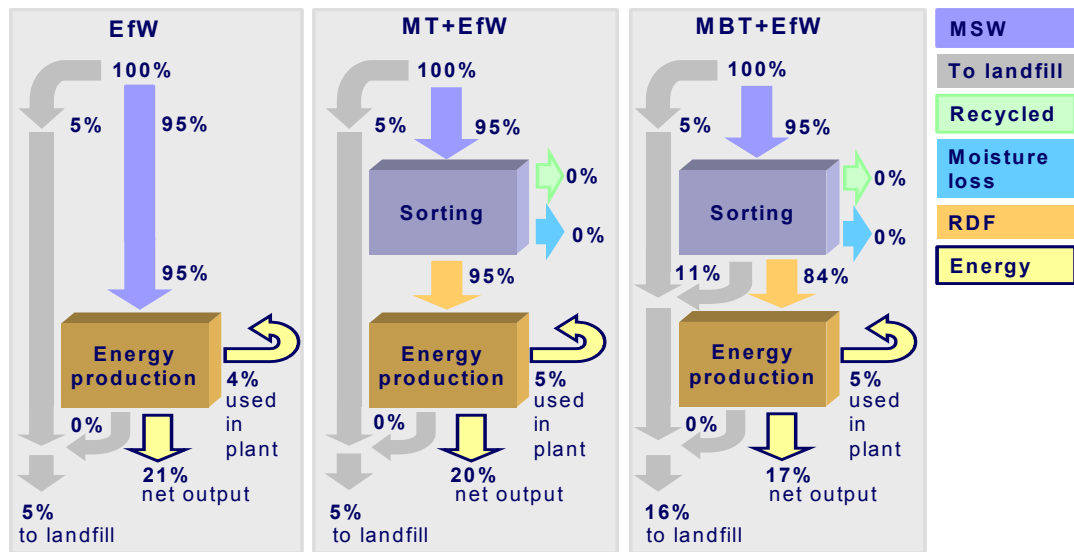 EfW
100%
5%
95%
95%
Energy
production
4%
used
in
plant
0%
21%
net output
5%
to landfill
MT+EfW
100%
5%
95%
Sorting
0%
0%
95%
Energy
production
5%
used
in
plant
0%
20%
net output
5%
to landfill
MBT+EfW
100%
5%
95%
Sorting
0%
0%
11%
84%
Energy
production
5%
used
in
plant
0%
17%
net output
16%
to landfill
MSW
To landfill
Recycled
Moisture
loss
RDF
Energy